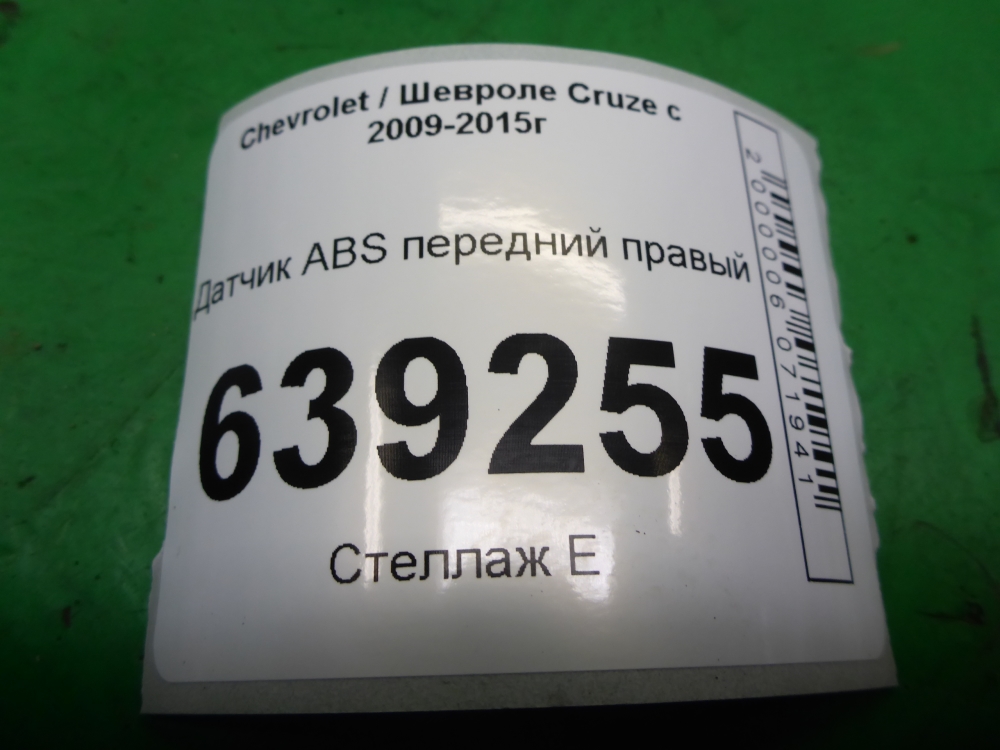 Chevrolet / Шевроле Cruze с
2009-2015г
Датчик ABS передний правый
639255
Стеллаж E
2000006071941